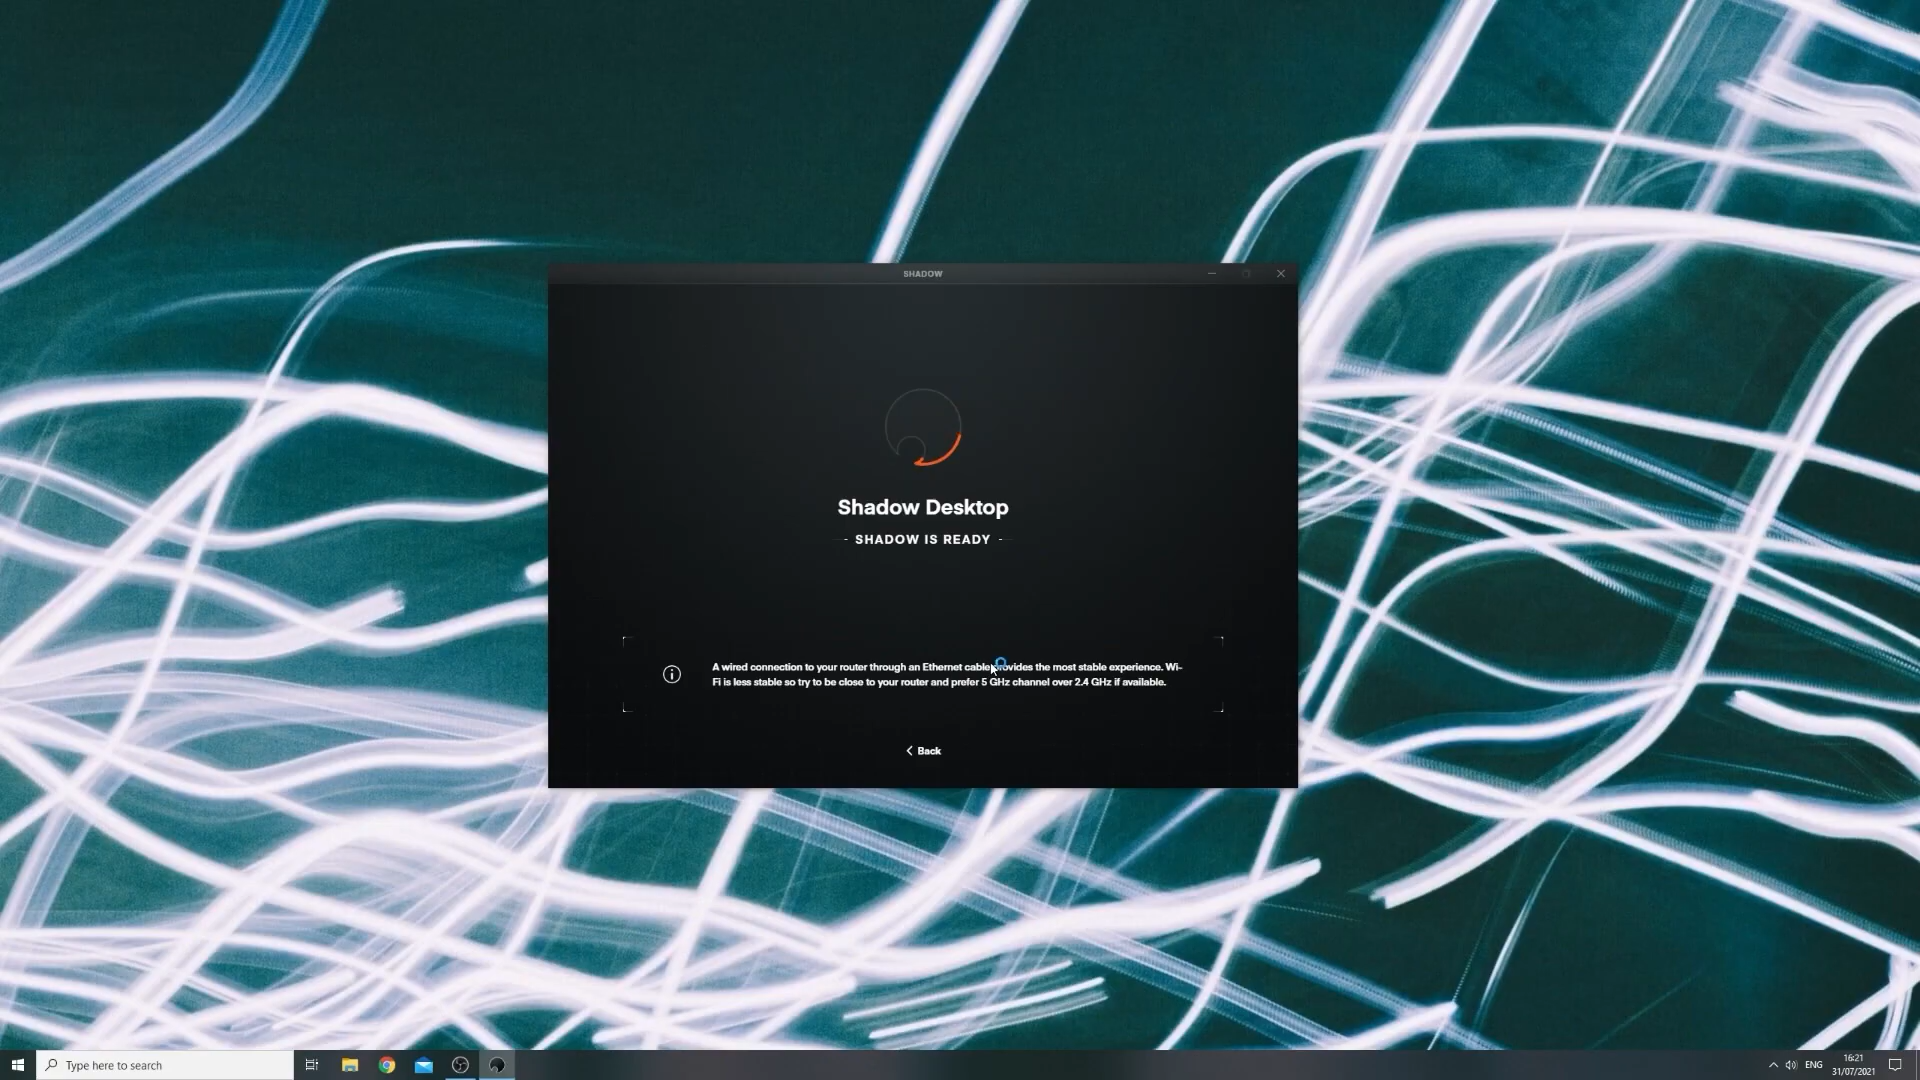 SHADOW
Shadow Desktop
- SHADOW IS READY -
A wired connection to your router through an Ethernet cable provides the most stable experience. Wi-
Fi is less stable so try to be close to your router and prefer 5 GHz channel over 2.4 GHz if available.
Back
Type here to search
ENG
16:21
31/07/2021